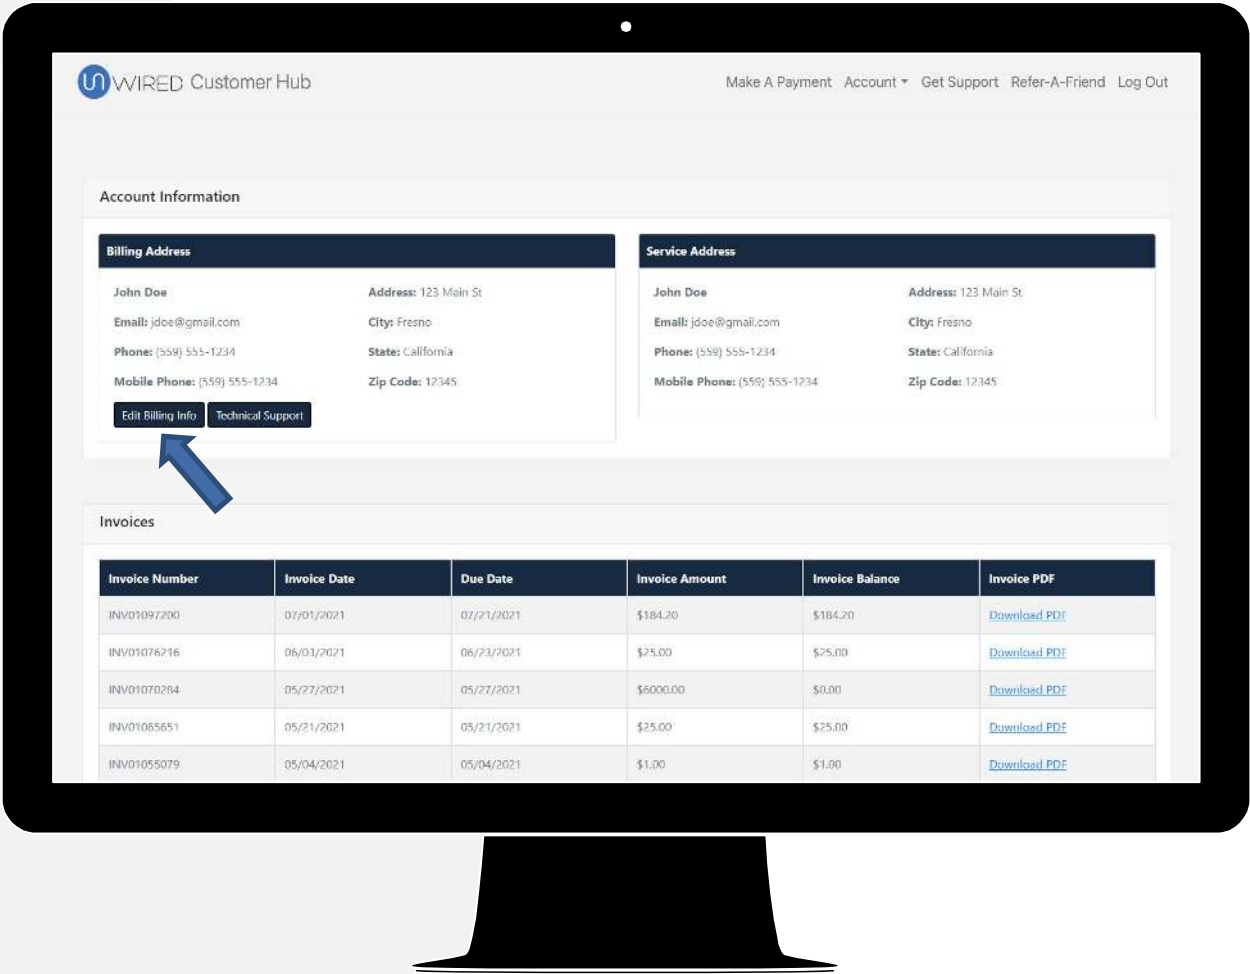 un WIRED Customer Hub
Make A Payment Account Get Support Refer-A-Friend Log Out
Account Information
Billing Address
John Doe Address: 123 Main St
Email: jdoe@gmail.com City: Fresno
Phone: (559) 555-1234 State: California
Mobile Phone: (559) 555-1234 Zip Code: 12345
Edit Billing Info Technical Support
Service Address
John Doe Address: 123 Main St
Email: jdoe@gmail.com City: Fresno
Phone: (559) 555-1234 State: California
Mobile Phone: (559) 555-1234 Zip Code: 12345
Invoices
Invoice Number Invoice Date Due Date Invoice Amount Invoice Balance Invoice PDF
INV01097200 07/01/2021 07/21/2021 $184.20 $184.20 Download PDF
INV01076216 06/03/2021 06/23/2021 $25.00 $25.00 Download PDF
INV01070284 05/27/2021 05/27/2021 $6000.00 $0.00 Download PDF
INV01065651 05/21/2021 05/21/2021 $25.00 $25.00 Download PDF
INV01055079 05/04/2021 05/04/2021 $1.00 $1.00 Download PDF